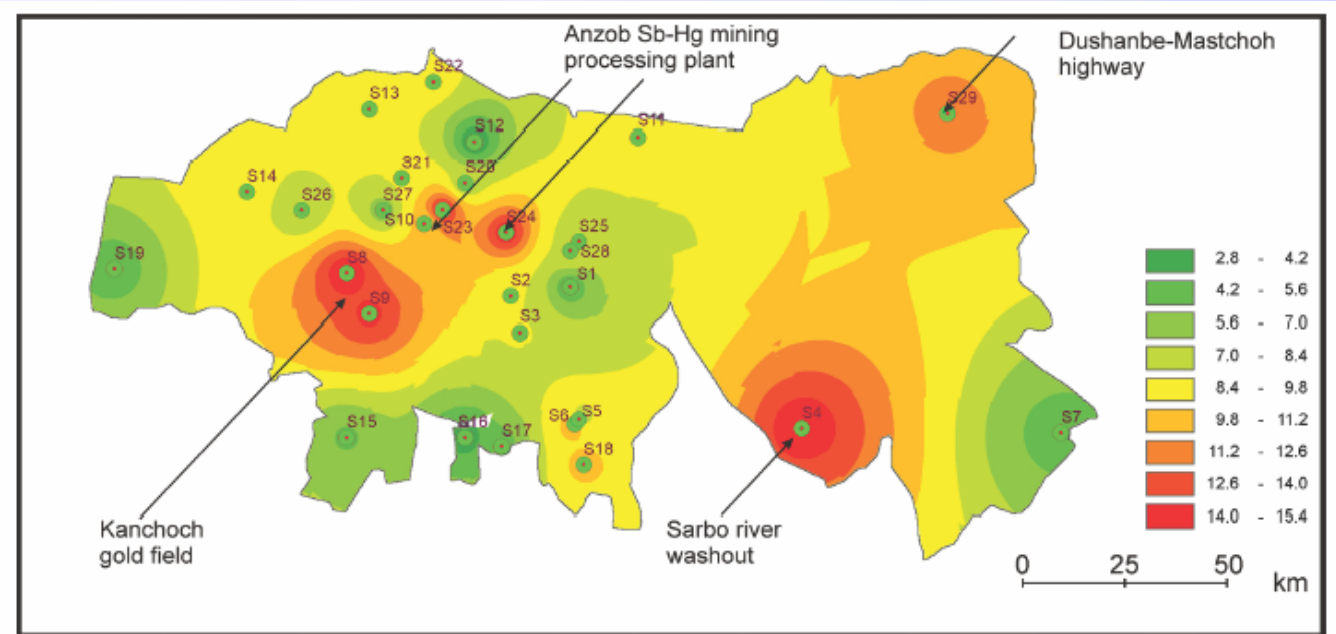 Anzob Sb-Hg mining
processing plant
Dushanbe-Mastchoh
highway
S22
S13
S29
S12
S11
S21
S20
S14
S26
S27
S10
S23
S24
S25
S28
S19
S8
S1
S2
S9
S3
S15
S16
S17
S6
S5
S18
S4
S7
2.8 - 4.2
4.2 - 5.6
5.6 - 7.0
7.0 - 8.4
8.4 - 9.8
9.8 - 11.2
11.2 - 12.6
12.6 - 14.0
14.0 - 15.4
Kanchoch
gold field
Sarbo river
washout
0 25 50
km